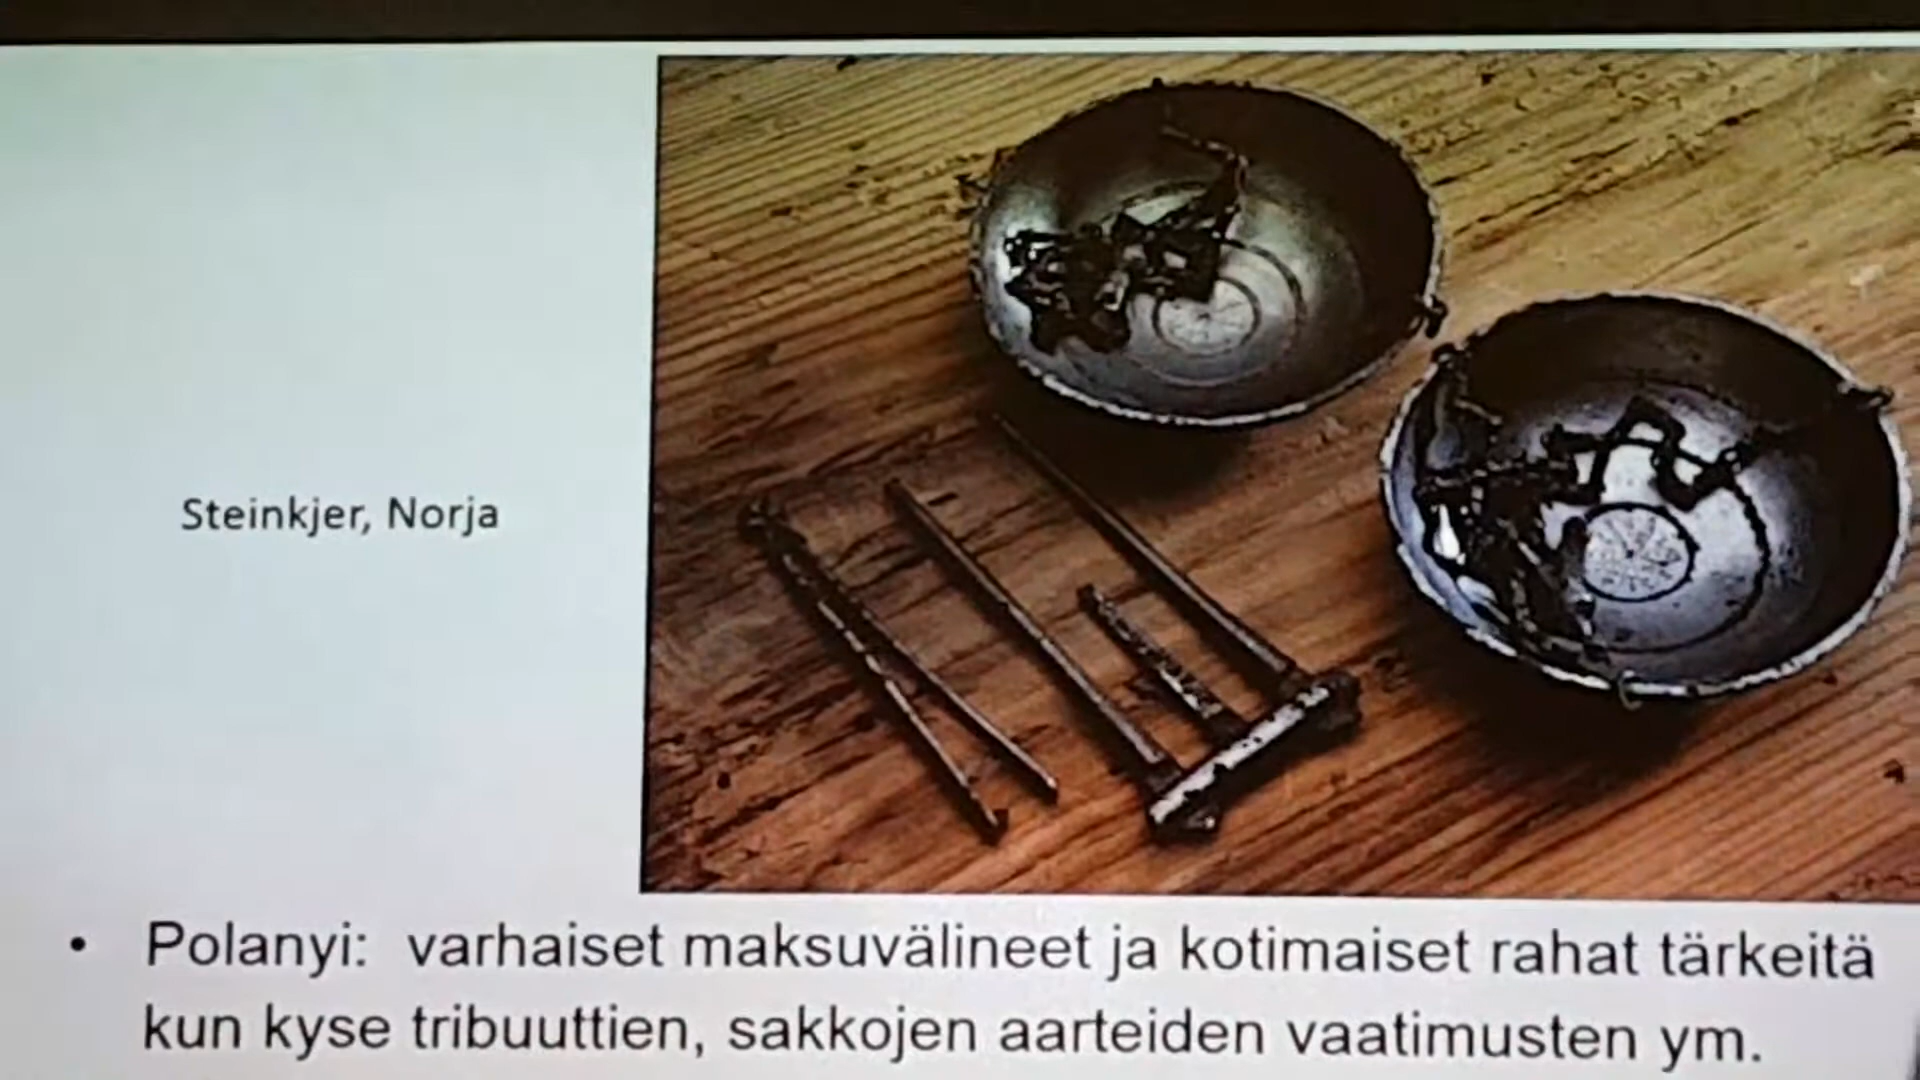 Steinkjer, Norja
• Polanyi: varhaiset maksuvälineet ja kotimaiset rahat tärkeitä
kun kyse tribuuttien, sakkojen aarteiden vaatimusten ym.